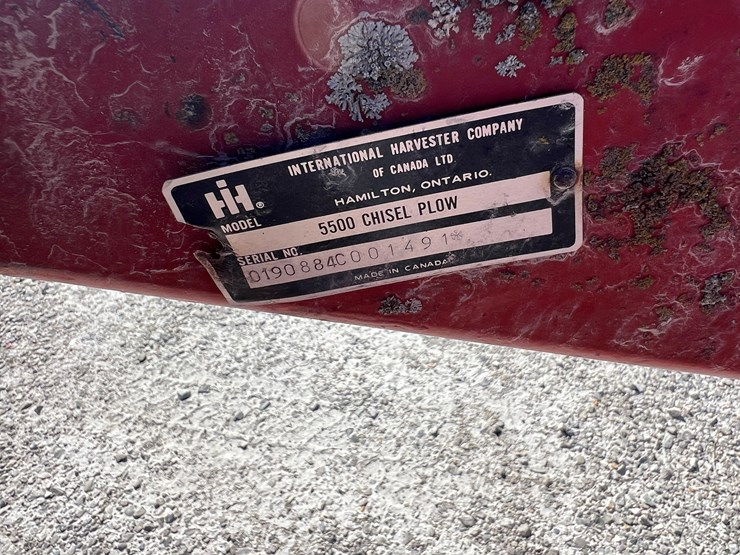 INTERNATIONAL HARVESTER COMPANY
OF CANADA LTD.
HAMILTON, ONTARIO.
IH®
MODEL 5500 CHISEL PLOW
SERIAL NO.
0190884C001491*
MADE IN CANADA